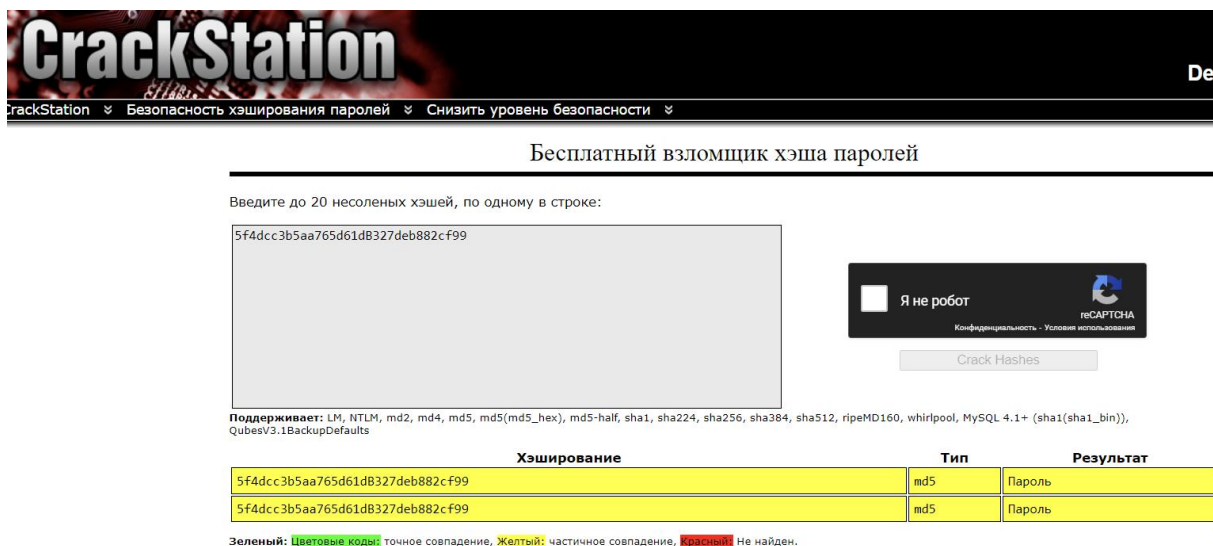 CrackStation
De
CrackStation ¥ Безопасность хэширования паролей ¥ Снизить уровень безопасности ¥
Бесплатный взломщик хэша паролей
Введите до 20 несоленых хэшей, по одному в строке:
5f4dcc3b5aa765d61dB327deb882cf99
Я не робот
reCAPTCHA
Конфиденциальность - Условия использования
Crack Hashes
Поддерживает: LM, NTLM, md2, md4, md5, md5(md5_hex), md5-half, sha1, sha224, sha256, sha384, sha512, ripeMD160, whirlpool, MySQL 4.1+ (sha1(sha1_bin)),
QubesV3.1BackupDefaults
Хэширование Тип Результат
5f4dcc3b5aa765d61dB327deb882cf99 md5 Пароль
5f4dcc3b5aa765d61dB327deb882cf99 md5 Пароль
Зеленый: Цветовые коды: точное совпадение, Желтый: частичное совпадение, Красный: Не найден.